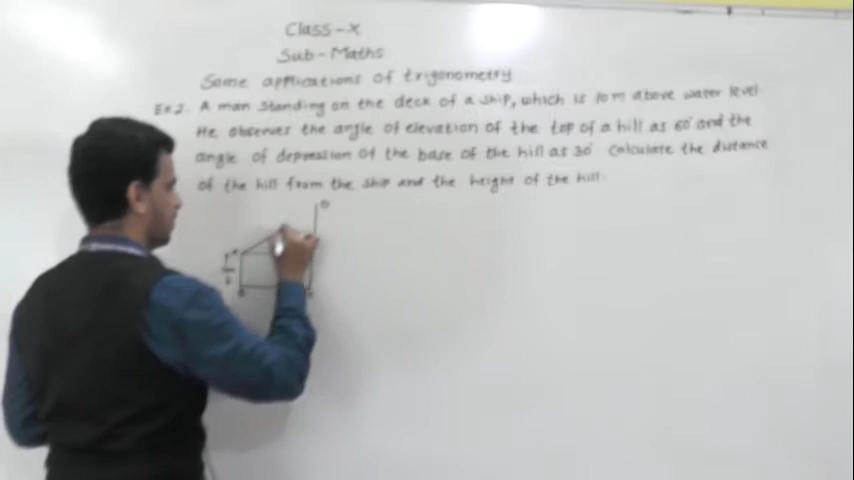 Class-X
Sub-Maths
Some applications of trigonometry
Ex 2. A man standing on the deck of a ship, which is 10m above water level.
He observes the angle of elevation of the top of a hill as 60° and the
angle of depression of the base of the hill as 30° Calculate the distance
of the hill from the ship and the height of the hill.
D